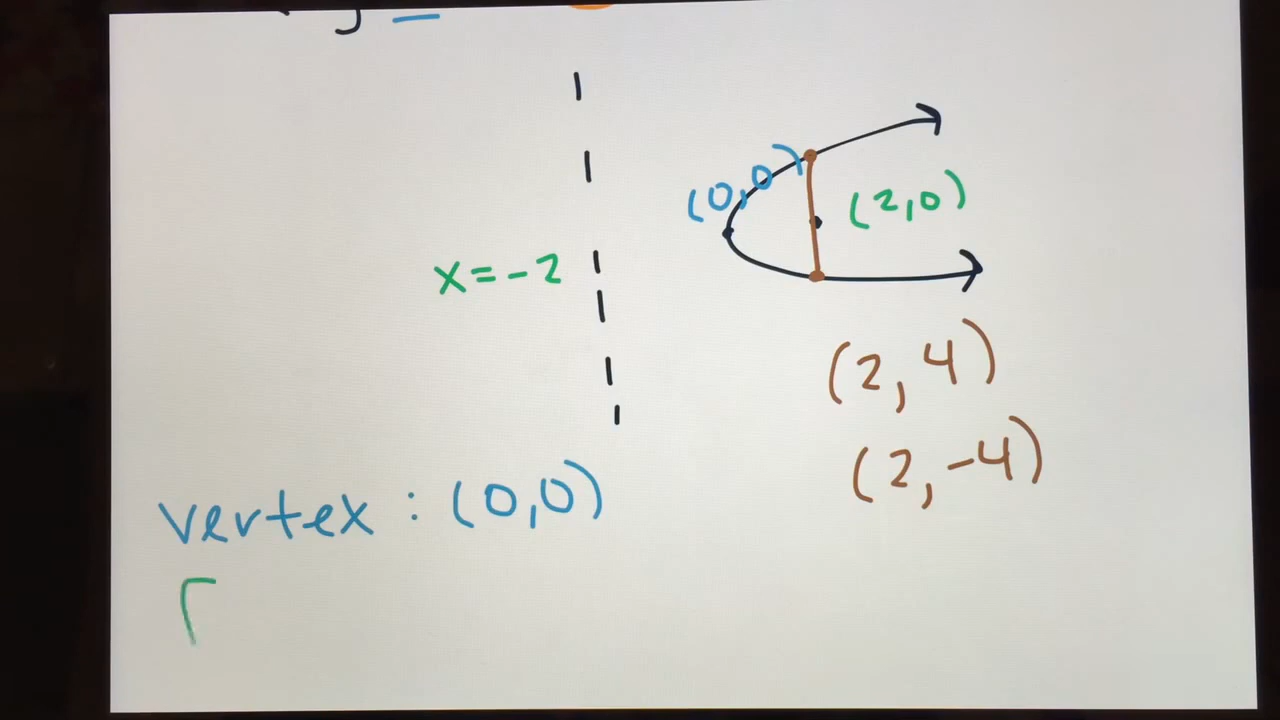 (0,0)
(2,0)
x=-2
(2, 4)
(2, -4)
vertex : (0,0)